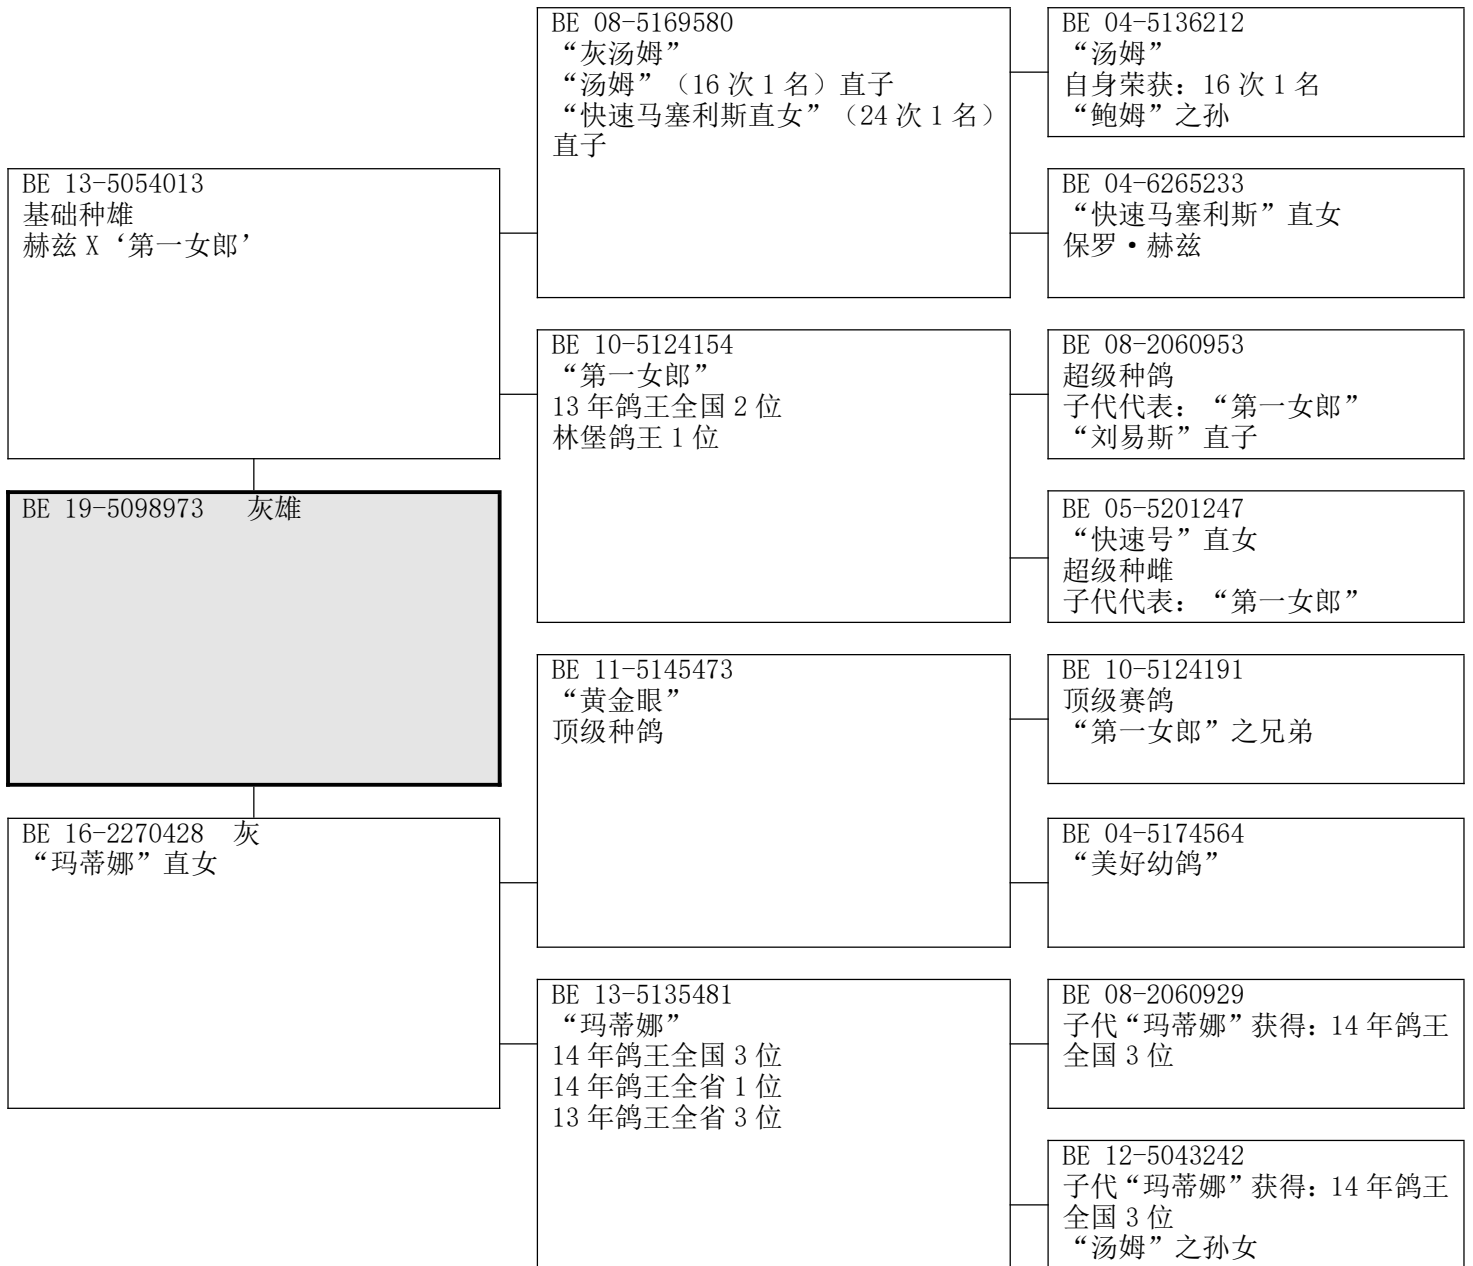 BE 08-5169580
“灰汤姆”
“汤姆”（16 次 1 名）直子
“快速马塞利斯直女”（24 次 1 名）
直子
BE 04-5136212
“汤姆”
自身荣获：16 次 1 名
“鲍姆”之孙
BE 13-5054013
基础种雄
赫兹 X‘第一女郎’
BE 04-6265233
“快速马塞利斯”直女
保罗·赫兹
BE 10-5124154
“第一女郎”
13 年鸽王全国 2 位
林堡鸽王 1 位
BE 08-2060953
超级种鸽
子代代表：“第一女郎”
“刘易斯”直子
BE 19-5098973 灰雄
BE 05-5201247
“快速号”直女
超级种雌
子代代表：“第一女郎”
BE 11-5145473
“黄金眼”
顶级种鸽
BE 10-5124191
顶级赛鸽
“第一女郎”之兄弟
BE 16-2270428 灰
“玛蒂娜”直女
BE 04-5174564
“美好幼鸽”
BE 13-5135481
“玛蒂娜”
14 年鸽王全国 3 位
14 年鸽王全省 1 位
13 年鸽王全省 3 位
BE 08-2060929
子代“玛蒂娜”获得：14 年鸽王
全国 3 位
BE 12-5043242
子代“玛蒂娜”获得：14 年鸽王
全国 3 位
“汤姆”之孙女